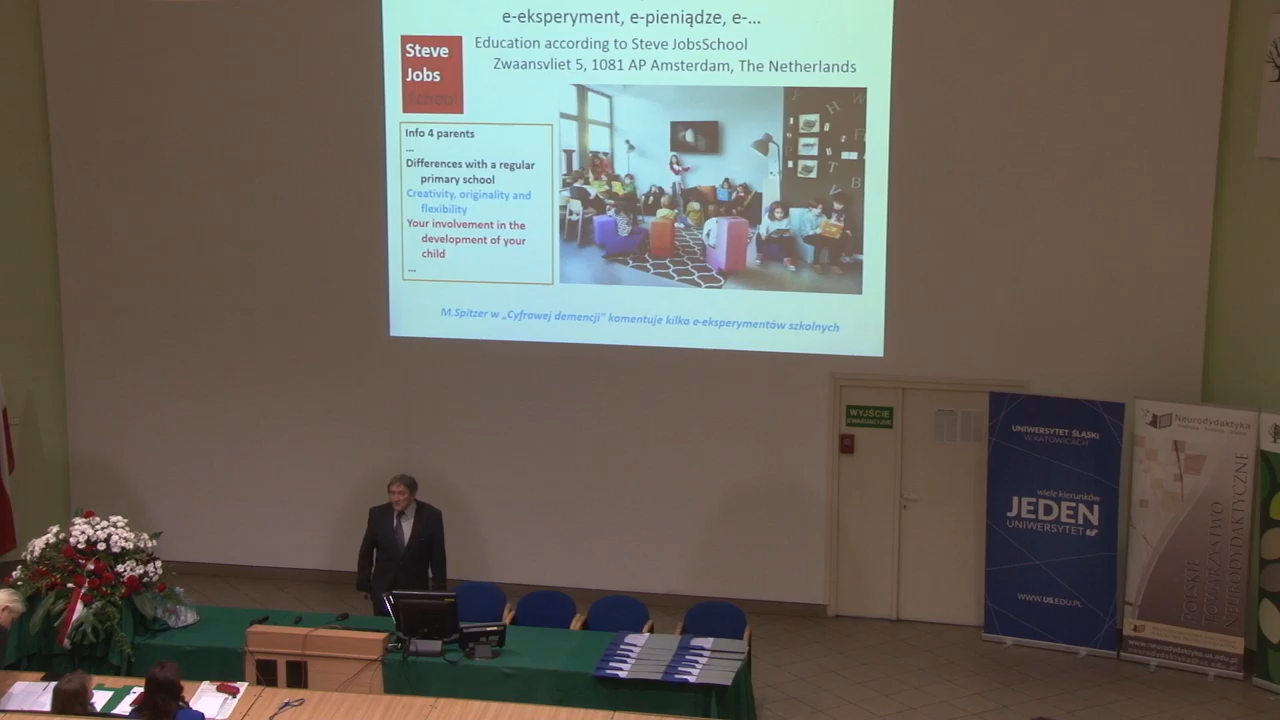 e-eksperyment, e-pieniądze, e-...
Steve
Jobs
School
Education according to Steve JobsSchool
Zwaansvliet 5, 1081 AP Amsterdam, The Netherlands
Info 4 parents
...
Differences with a regular
primary school
Creativity, originality and
flexibility
Your involvement in the
development of your
child
...
M.Spitzer w „Cyfrowej demencji” komentuje kilka e-eksperymentów szkolnych
WYJŚCIE
EWAKUACYJNE
UNIWERSYTET ŚLĄSKI
W KATOWICACH
wiele kierunków
JEDEN
UNIWERSYTET
WWW.US.EDU.PL
Neurodydaktyka
POLSKIE
TOWARZYSTWO
NEURODYDAKTYCZNE
www.neurodydaktyka.us.edu.pl